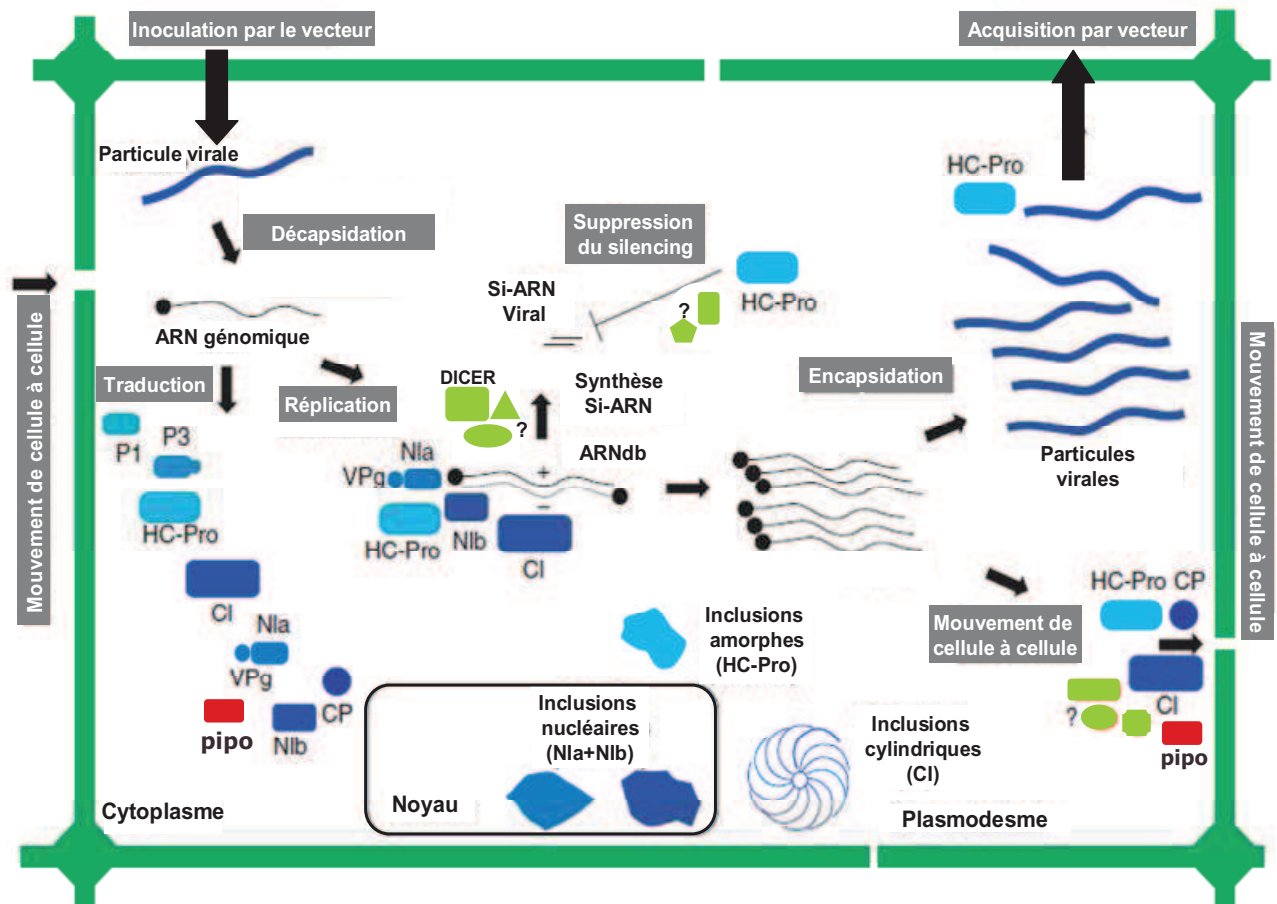 Inoculation par le vecteur
Acquisition par vecteur
Particule virale
HC-Pro
Décapsidation
Suppression
du silencing
Si-ARN
Viral
HC-Pro
?
ARN génomique
Mouvement de cellule à cellule
Mouvement de cellule à cellule
Traduction
Réplication
DICER
?
Synthèse
Si-ARN
ARNdb
Encapsidation
Particules
virales
P1
P3
HC-Pro
NIa
VPg
+
–
HC-Pro
NIb
CI
CI
NIa
VPg
CP
pipo
NIb
Inclusions
amorphes
(HC-Pro)
Mouvement de
cellule à cellule
HC-Pro
CP
CI
?
pipo
Inclusions
nucléaires
(NIa+NIb)
Noyau
Inclusions
cylindriques
(CI)
Cytoplasme
Plasmodesme